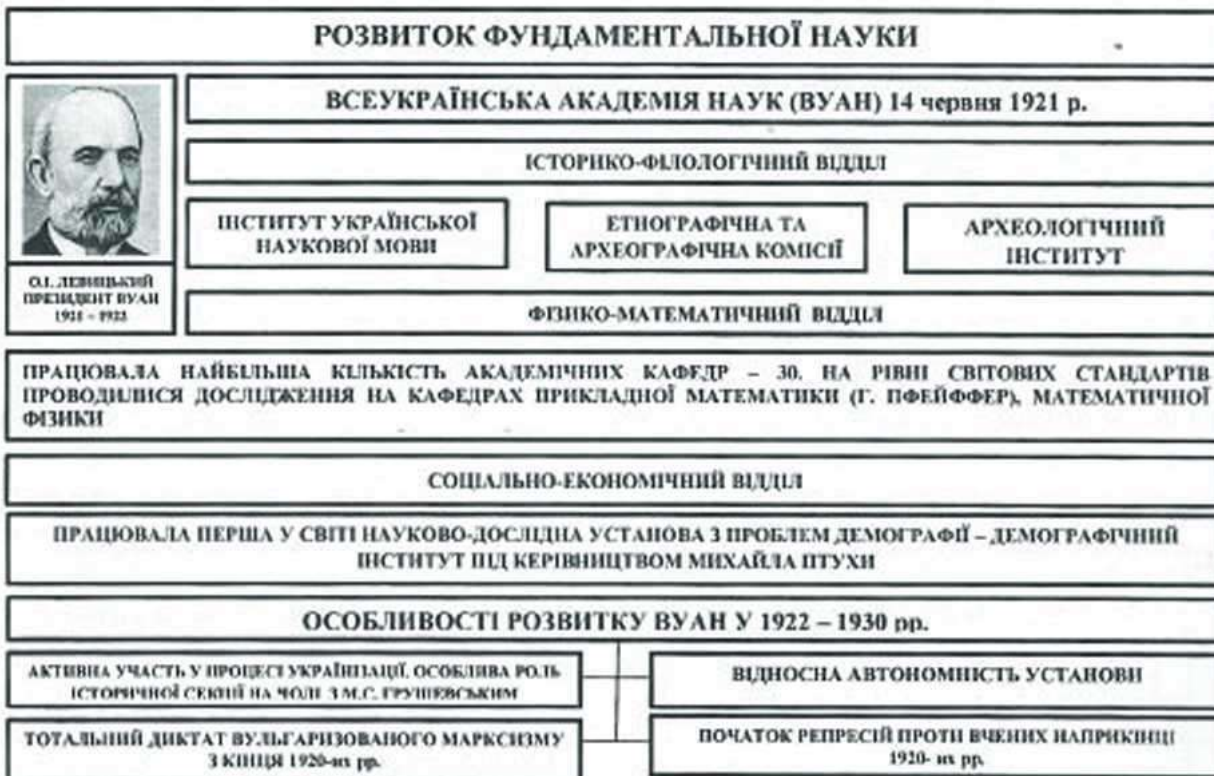 РОЗВИТОК ФУНДАМЕНТАЛЬНОЇ НАУКИ
ВСЕУКРАЇНСЬКА АКАДЕМІЯ НАУК (ВУАН) 14 червня 1921 р.
ІСТОРИКО-ФІЛОЛОГІЧНИЙ ВІДДІЛ
ІНСТИТУТ УКРАЇНСЬКОЇ
НАУКОВОЇ МОВИ
ЕТНОГРАФІЧНА ТА
АРХЕОГРАФІЧНА КОМІСІЇ
АРХЕОЛОГІЧНИЙ
ІНСТИТУТ
О.І. ЛЕВИЦЬКИЙ
ПРЕЗИДЕНТ ВУАН
1921 – 1922
ФІЗИКО-МАТЕМАТИЧНИЙ ВІДДІЛ
ПРАЦЮВАЛА НАЙБІЛЬША КІЛЬКІСТЬ АКАДЕМІЧНИХ КАФЕДР – 30. НА РІВНІ СВІТОВИХ СТАНДАРТІВ
ПРОВОДИЛИСЯ ДОСЛІДЖЕННЯ НА КАФЕДРАХ ПРИКЛАДНОЇ МАТЕМАТИКИ (Г. ПФЕЙФФЕР), МАТЕМАТИЧНОЇ
ФІЗИКИ
СОЦІАЛЬНО-ЕКОНОМІЧНИЙ ВІДДІЛ
ПРАЦЮВАЛА ПЕРША У СВІТІ НАУКОВО-ДОСЛІДНА УСТАНОВА З ПРОБЛЕМ ДЕМОГРАФІЇ – ДЕМОГРАФІЧНИЙ
ІНСТИТУТ ПІД КЕРІВНИЦТВОМ МИХАЙЛА ПТУХИ
ОСОБЛИВОСТІ РОЗВИТКУ ВУАН У 1922 – 1930 рр.
АКТИВНА УЧАСТЬ У ПРОЦЕСІ УКРАЇНІЗАЦІЇ. ОСОБЛИВА РОЛЬ
ІСТОРИЧНОЇ СЕКЦІЇ НА ЧОЛІ З М.С. ГРУШЕВСЬКИМ
ВІДНОСНА АВТОНОМНІСТЬ УСТАНОВИ
ТОТАЛЬНИЙ ДИКТАТ ВУЛЬГАРИЗОВАНОГО МАРКСИЗМУ
З КІНЦЯ 1920-их рр.
ПОЧАТОК РЕПРЕСІЙ ПРОТИ ВЧЕНИХ НАПРИКІНЦІ
1920- их рр.